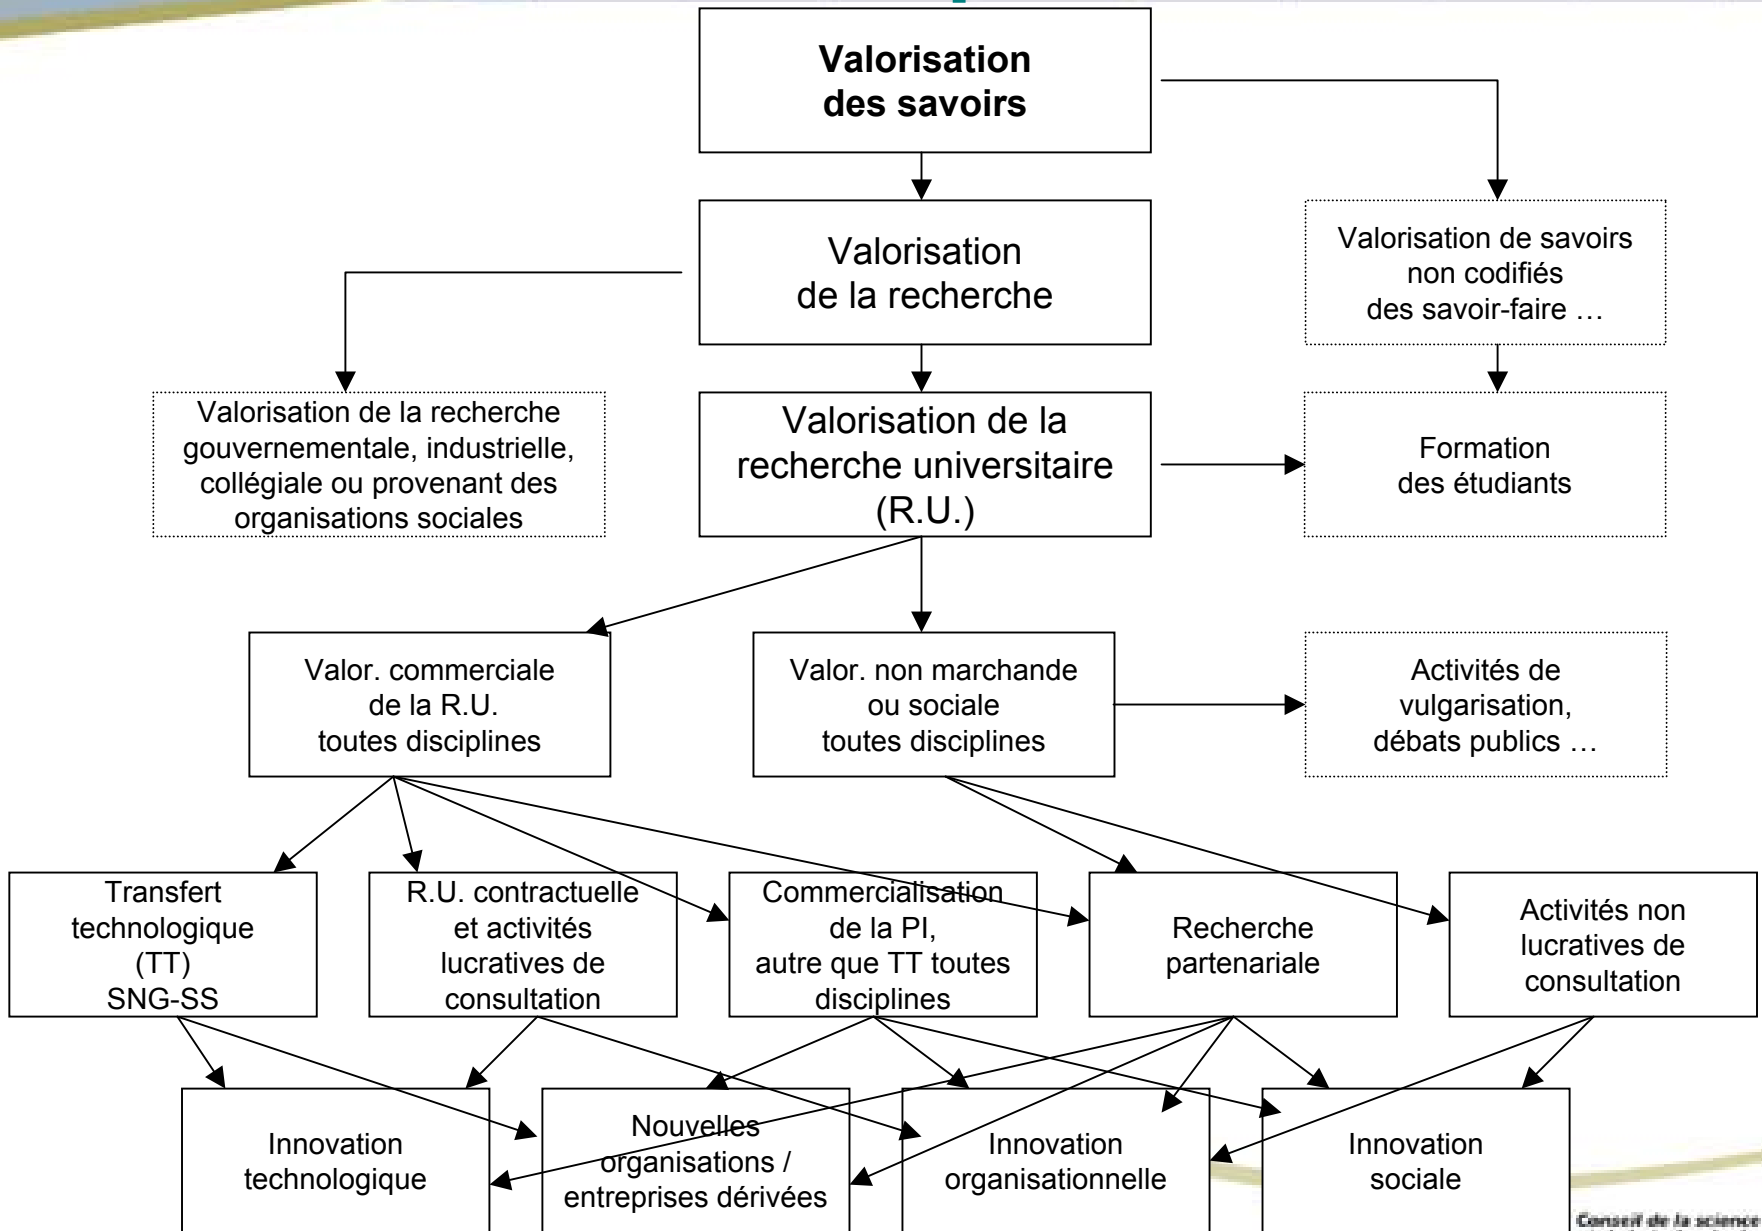 Valorisation
des savoirs
Valorisation
de la recherche
Valorisation de savoirs
non codifiés
des savoir-faire …
Valorisation de la recherche
gouvernementale, industrielle,
collégiale ou provenant des
organisations sociales
Valorisation de la
recherche universitaire
(R.U.)
Formation
des étudiants
Valor. commerciale
de la R.U.
toutes disciplines
Valor. non marchande
ou sociale
toutes disciplines
Activités de
vulgarisation,
débats publics …
Transfert
technologique
(TT)
SNG-SS
R.U. contractuelle
et activités
lucratives de
consultation
Commercialisation
de la PI,
autre que TT toutes
disciplines
Recherche
partenariale
Activités non
lucratives de
consultation
Innovation
technologique
Nouvelles
organisations /
entreprises dérivées
Innovation
organisationnelle
Innovation
sociale
Conseil de la science